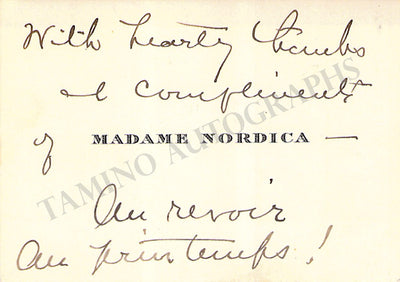 With hearty thanks
& compliments
of MADAME NORDICA —
Au revoir
au printemps!
TAMINO AUTOGRAPHS